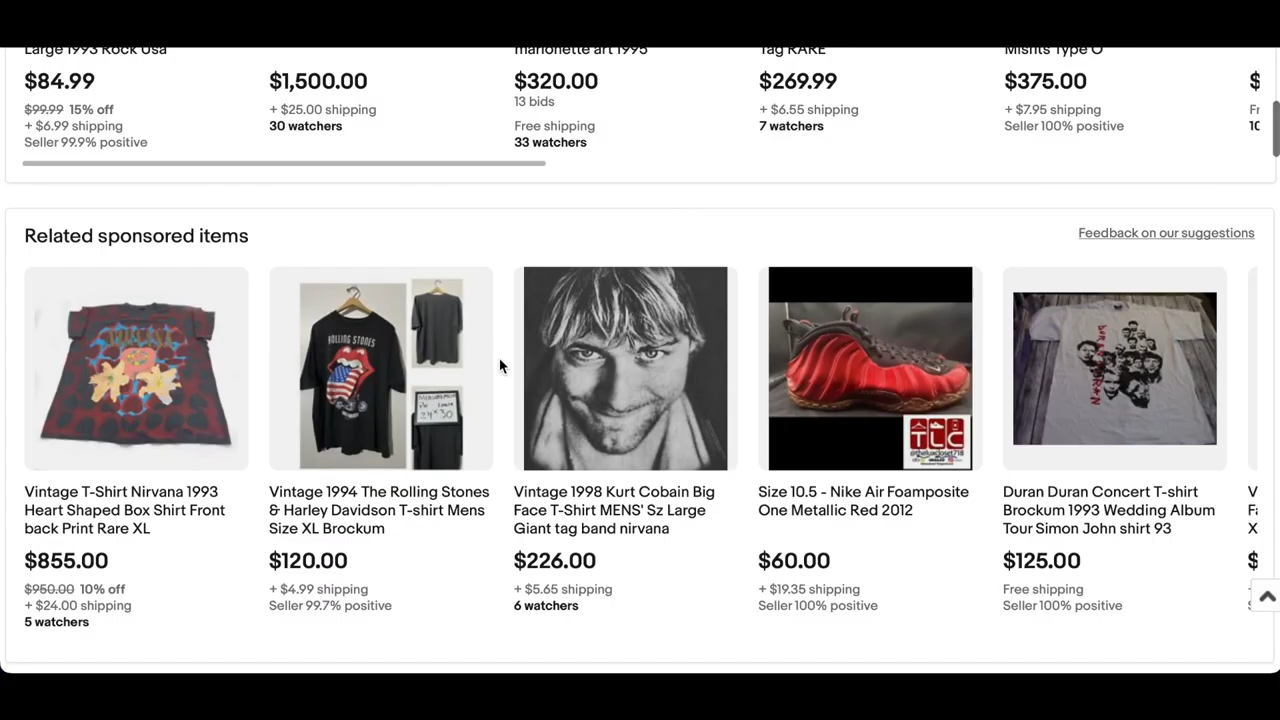 Large 1993 Rock Usa
marionette art 1995
Tag RARE
Misfits Type O
$84.99
$1,500.00
$320.00
$269.99
$375.00
$
$99.99 15% off
+ $6.99 shipping
Seller 99.9% positive
+ $25.00 shipping
30 watchers
13 bids
Free shipping
33 watchers
+ $6.55 shipping
7 watchers
+ $7.95 shipping
Seller 100% positive
Fr
10
Related sponsored items
Feedback on our suggestions
ROLLING STONES
24 x 30
TLC
@theluxcloset718
Vintage T-Shirt Nirvana 1993
Heart Shaped Box Shirt Front
back Print Rare XL
$855.00
$950.00 10% off
+ $24.00 shipping
5 watchers
Vintage 1994 The Rolling Stones
& Harley Davidson T-shirt Mens
Size XL Brockum
$120.00
+ $4.99 shipping
Seller 99.7% positive
Vintage 1998 Kurt Cobain Big
Face T-Shirt MENS' Sz Large
Giant tag band nirvana
$226.00
+ $5.65 shipping
6 watchers
Size 10.5 - Nike Air Foamposite
One Metallic Red 2012
$60.00
+ $19.35 shipping
Seller 100% positive
Duran Duran Concert T-shirt
Brockum 1993 Wedding Album
Tour Simon John shirt 93
$125.00
Free shipping
Seller 100% positive
V
Fa
X
$